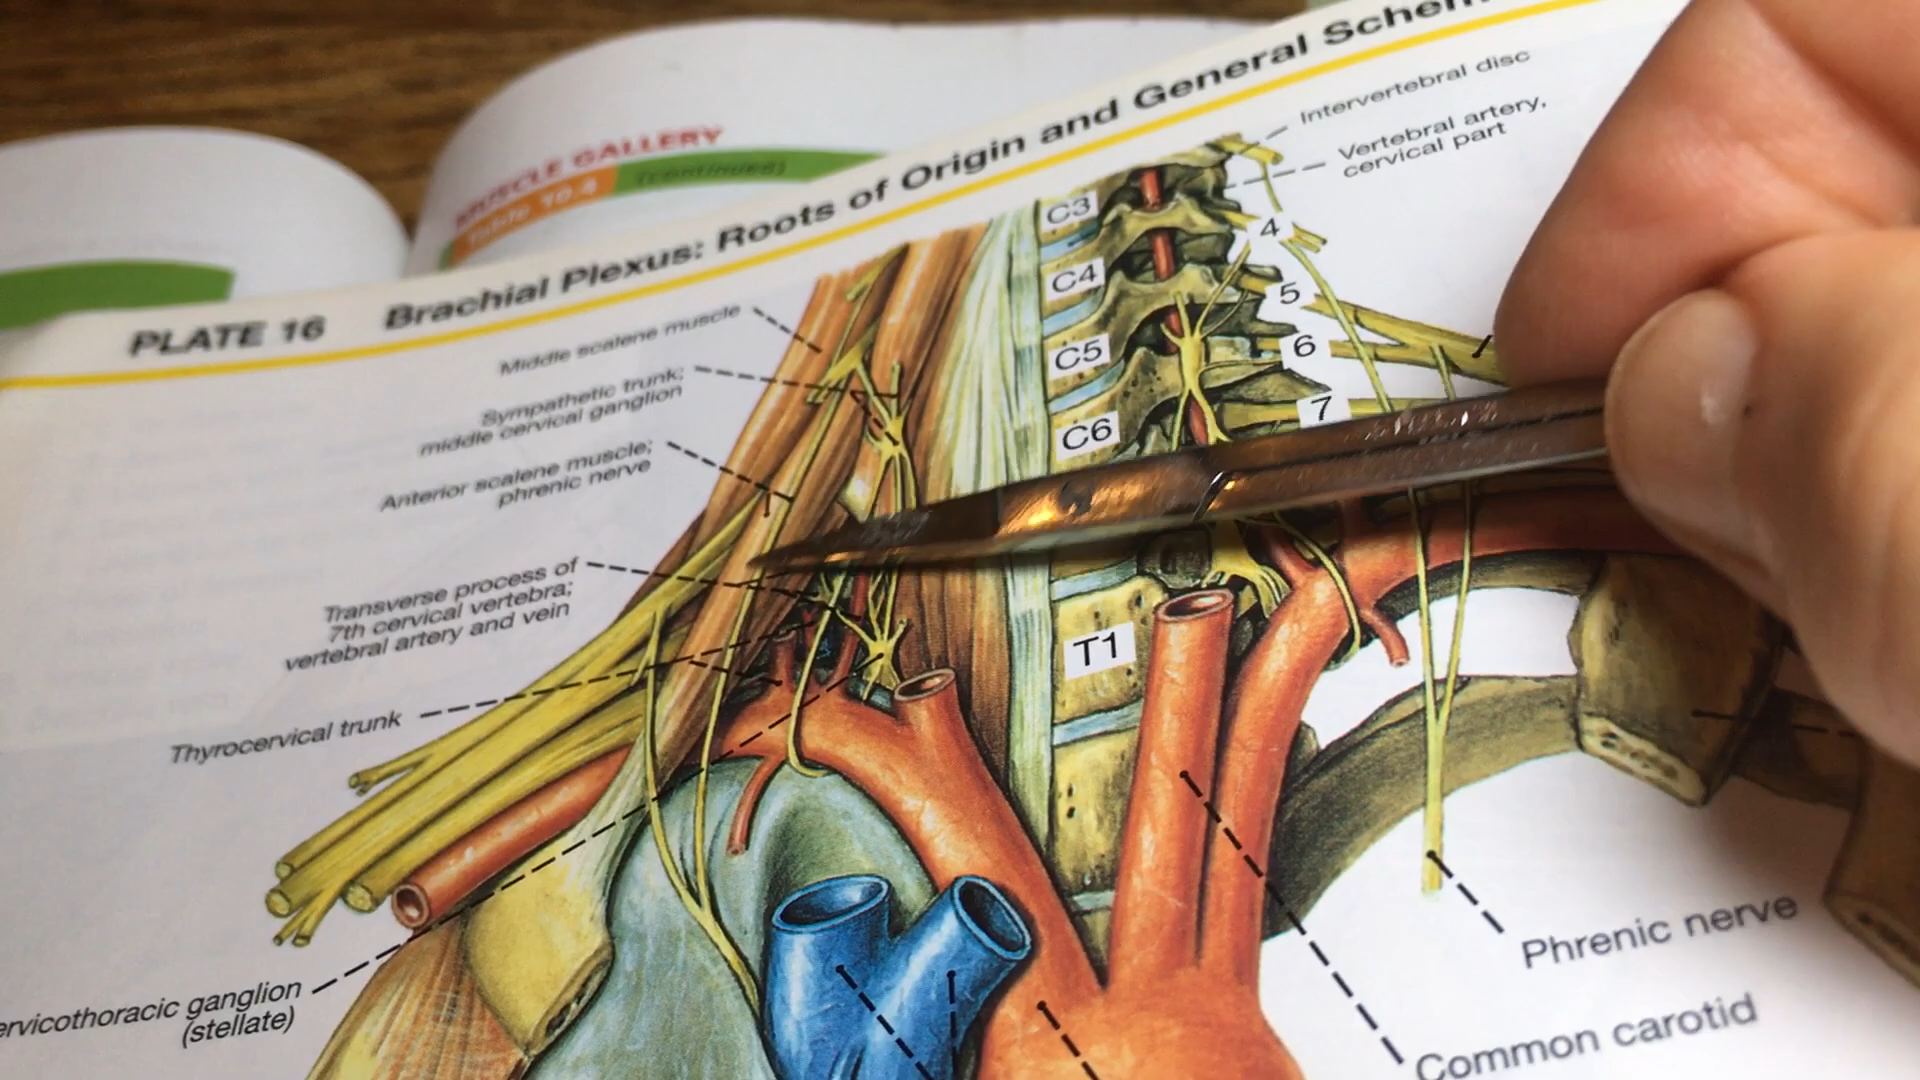 MUSCLE GALLERY
Table 10.4 (continued)
PLATE 16 Brachial Plexus: Roots of Origin and General Schem
Intervertebral disc
Vertebral artery,
cervical part
Middle scalene muscle
Sympathetic trunk;
middle cervical ganglion
Anterior scalene muscle;
phrenic nerve
Transverse process of
7th cervical vertebra;
vertebral artery and vein
Thyrocervical trunk
ervicothoracic ganglion
(stellate)
C3
C4
C5
C6
T1
4
5
6
7
Phrenic nerve
Common carotid